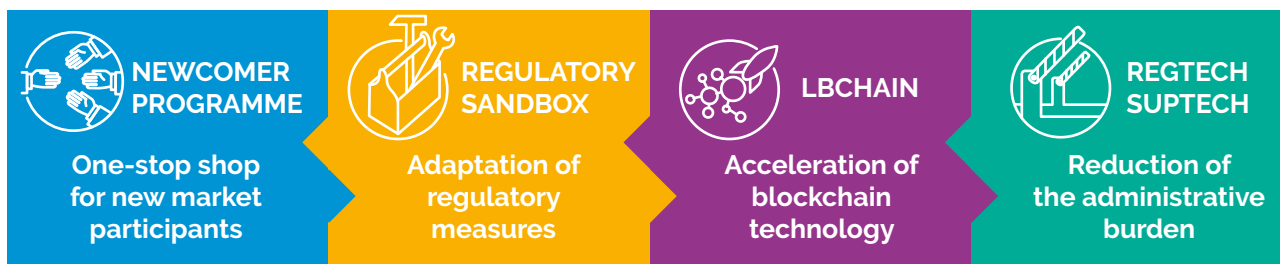 NEWCOMER
PROGRAMME
One-stop shop
for new market
participants
REGULATORY
SANDBOX
Adaptation of
regulatory
measures
LBCHAIN
Acceleration of
blockchain
technology
REGTECH
SUPTECH
Reduction of
the administrative
burden